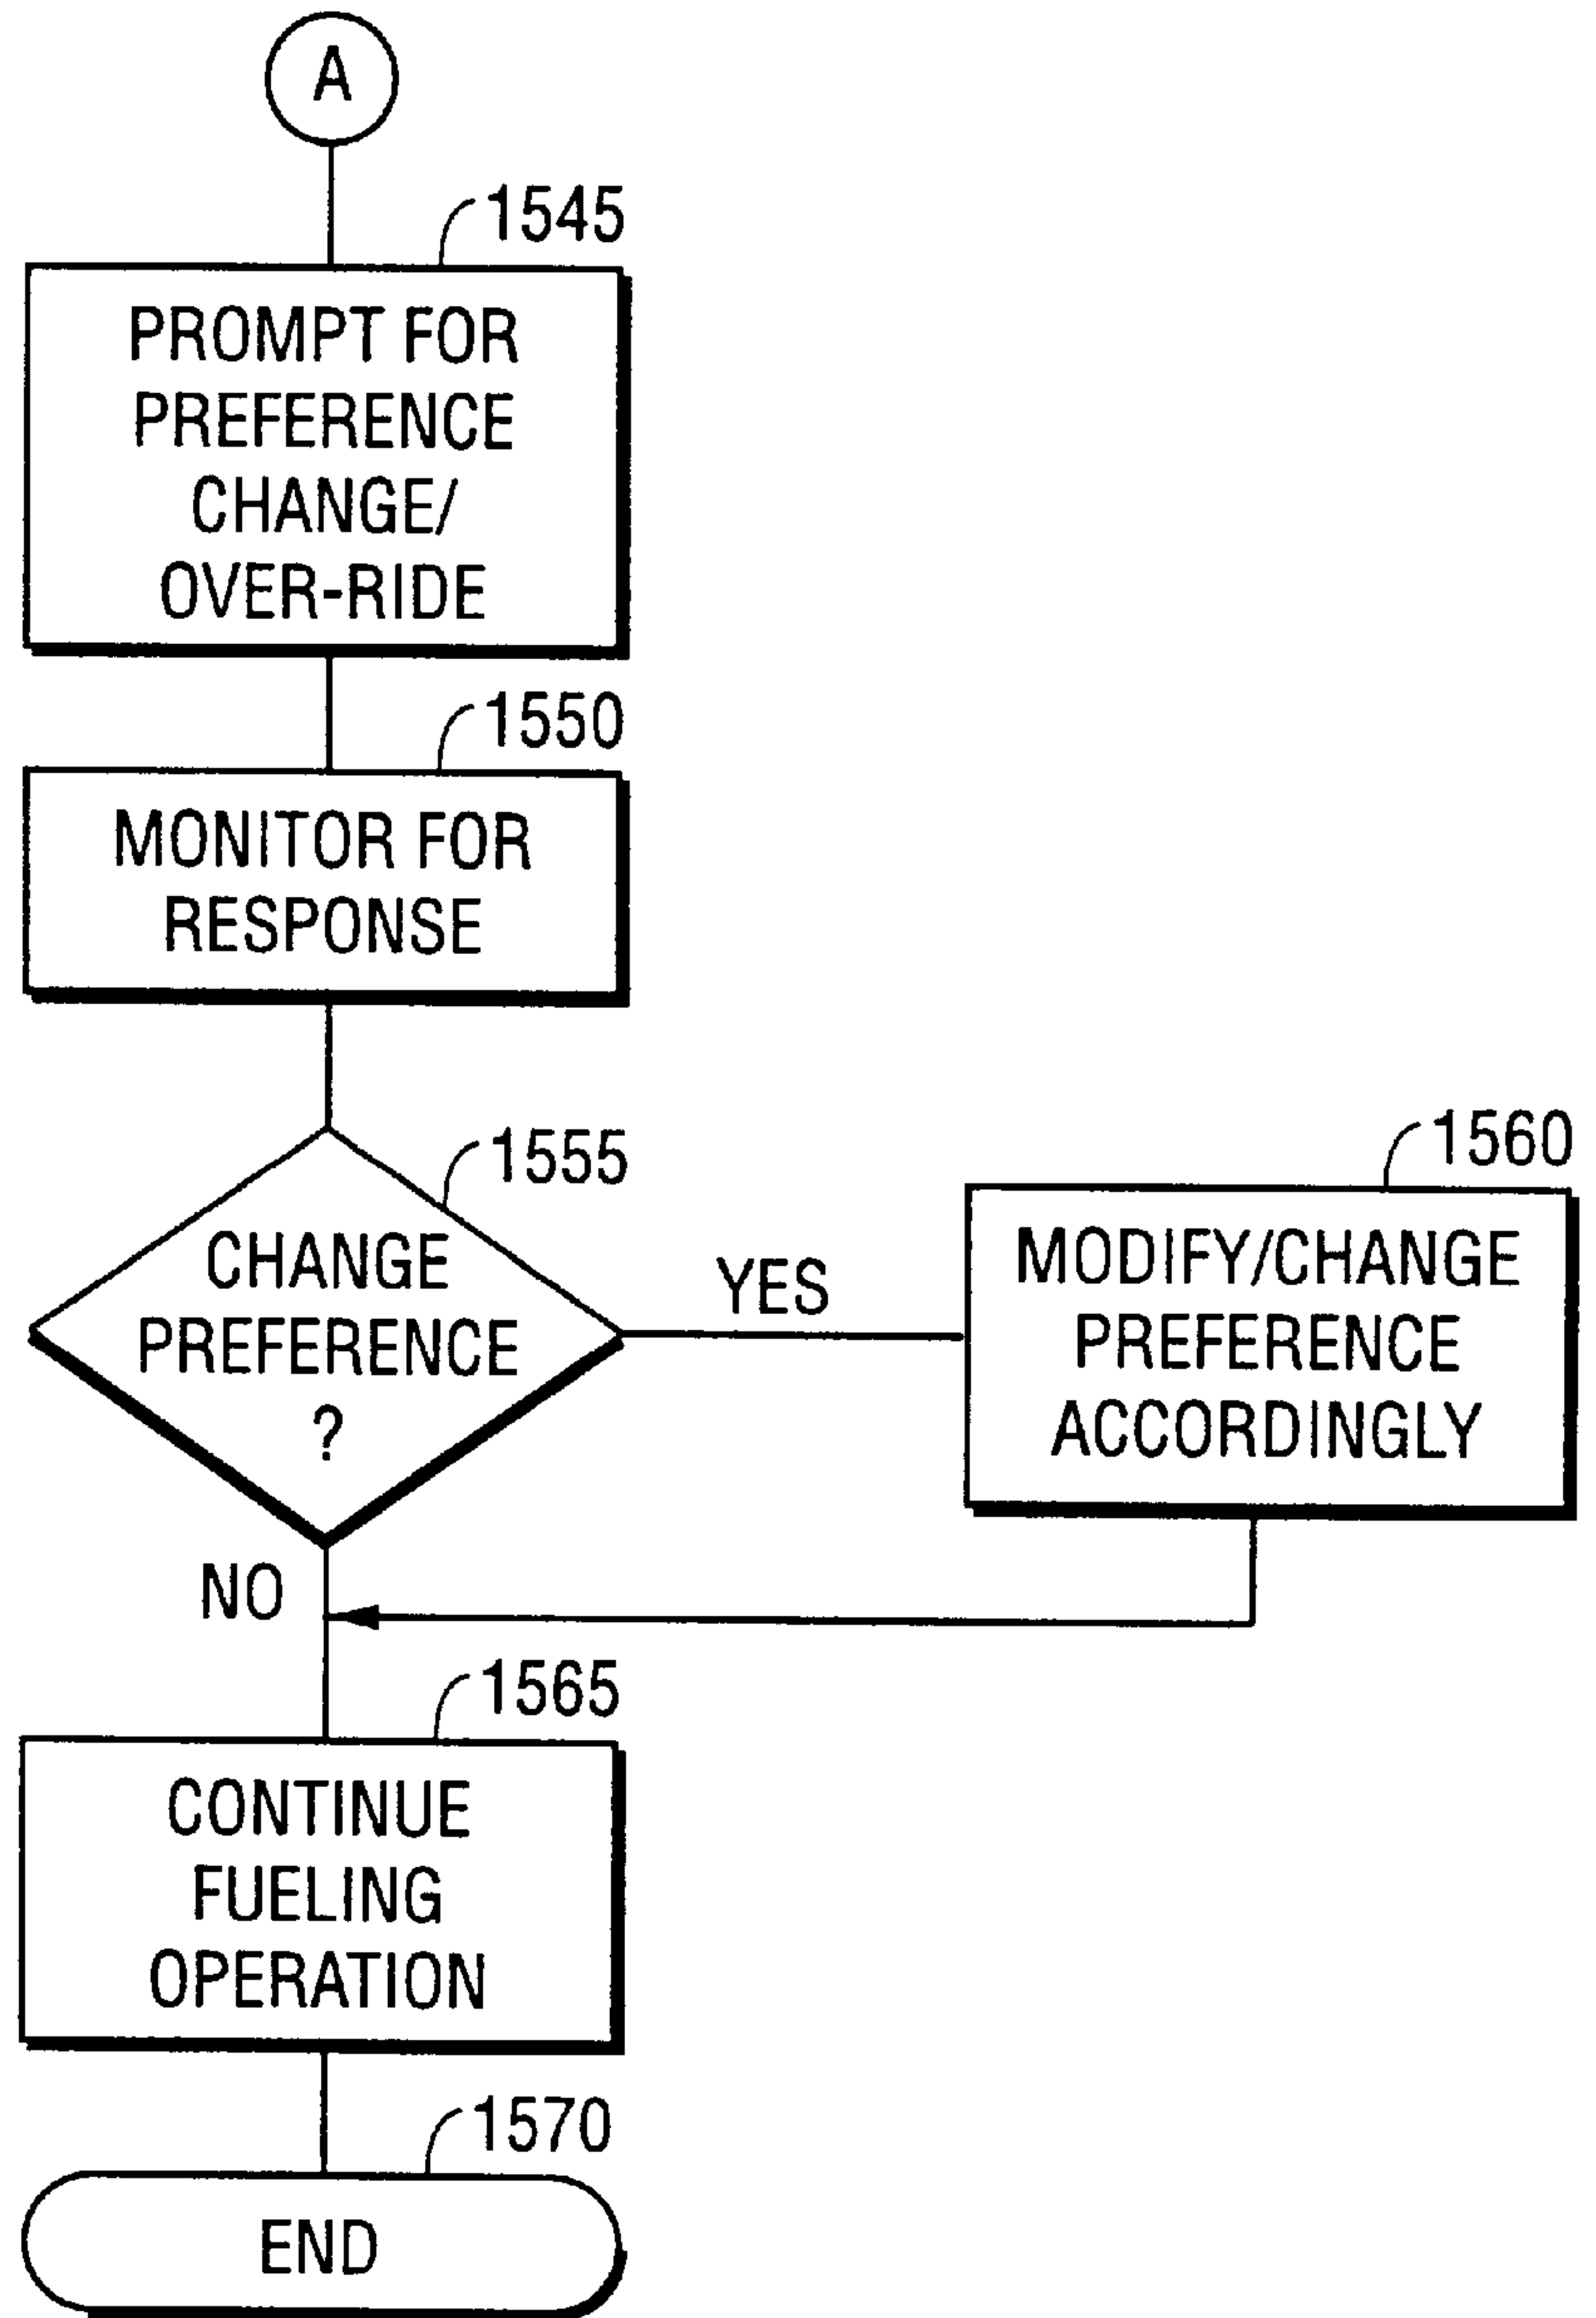 A
1545
PROMPT FOR
PREFERENCE
CHANGE/
OVER-RIDE
1550
MONITOR FOR
RESPONSE
1555
CHANGE
PREFERENCE
?
YES
1560
MODIFY/CHANGE
PREFERENCE
ACCORDINGLY
NO
1565
CONTINUE
FUELING
OPERATION
1570
END